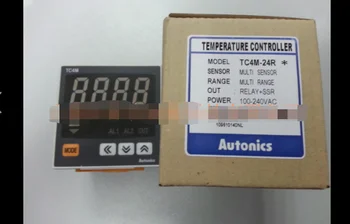 TC4M
8888
AL1 AL2 OUT
MODE
Autonics
TEMPERATURE CONTROLLER
MODEL TC4M-24R *
SENSOR MULTI SENSOR
RANGE MULTI RANGE
OUT RELAY+SSR
POWER 100-240VAC
Autonics